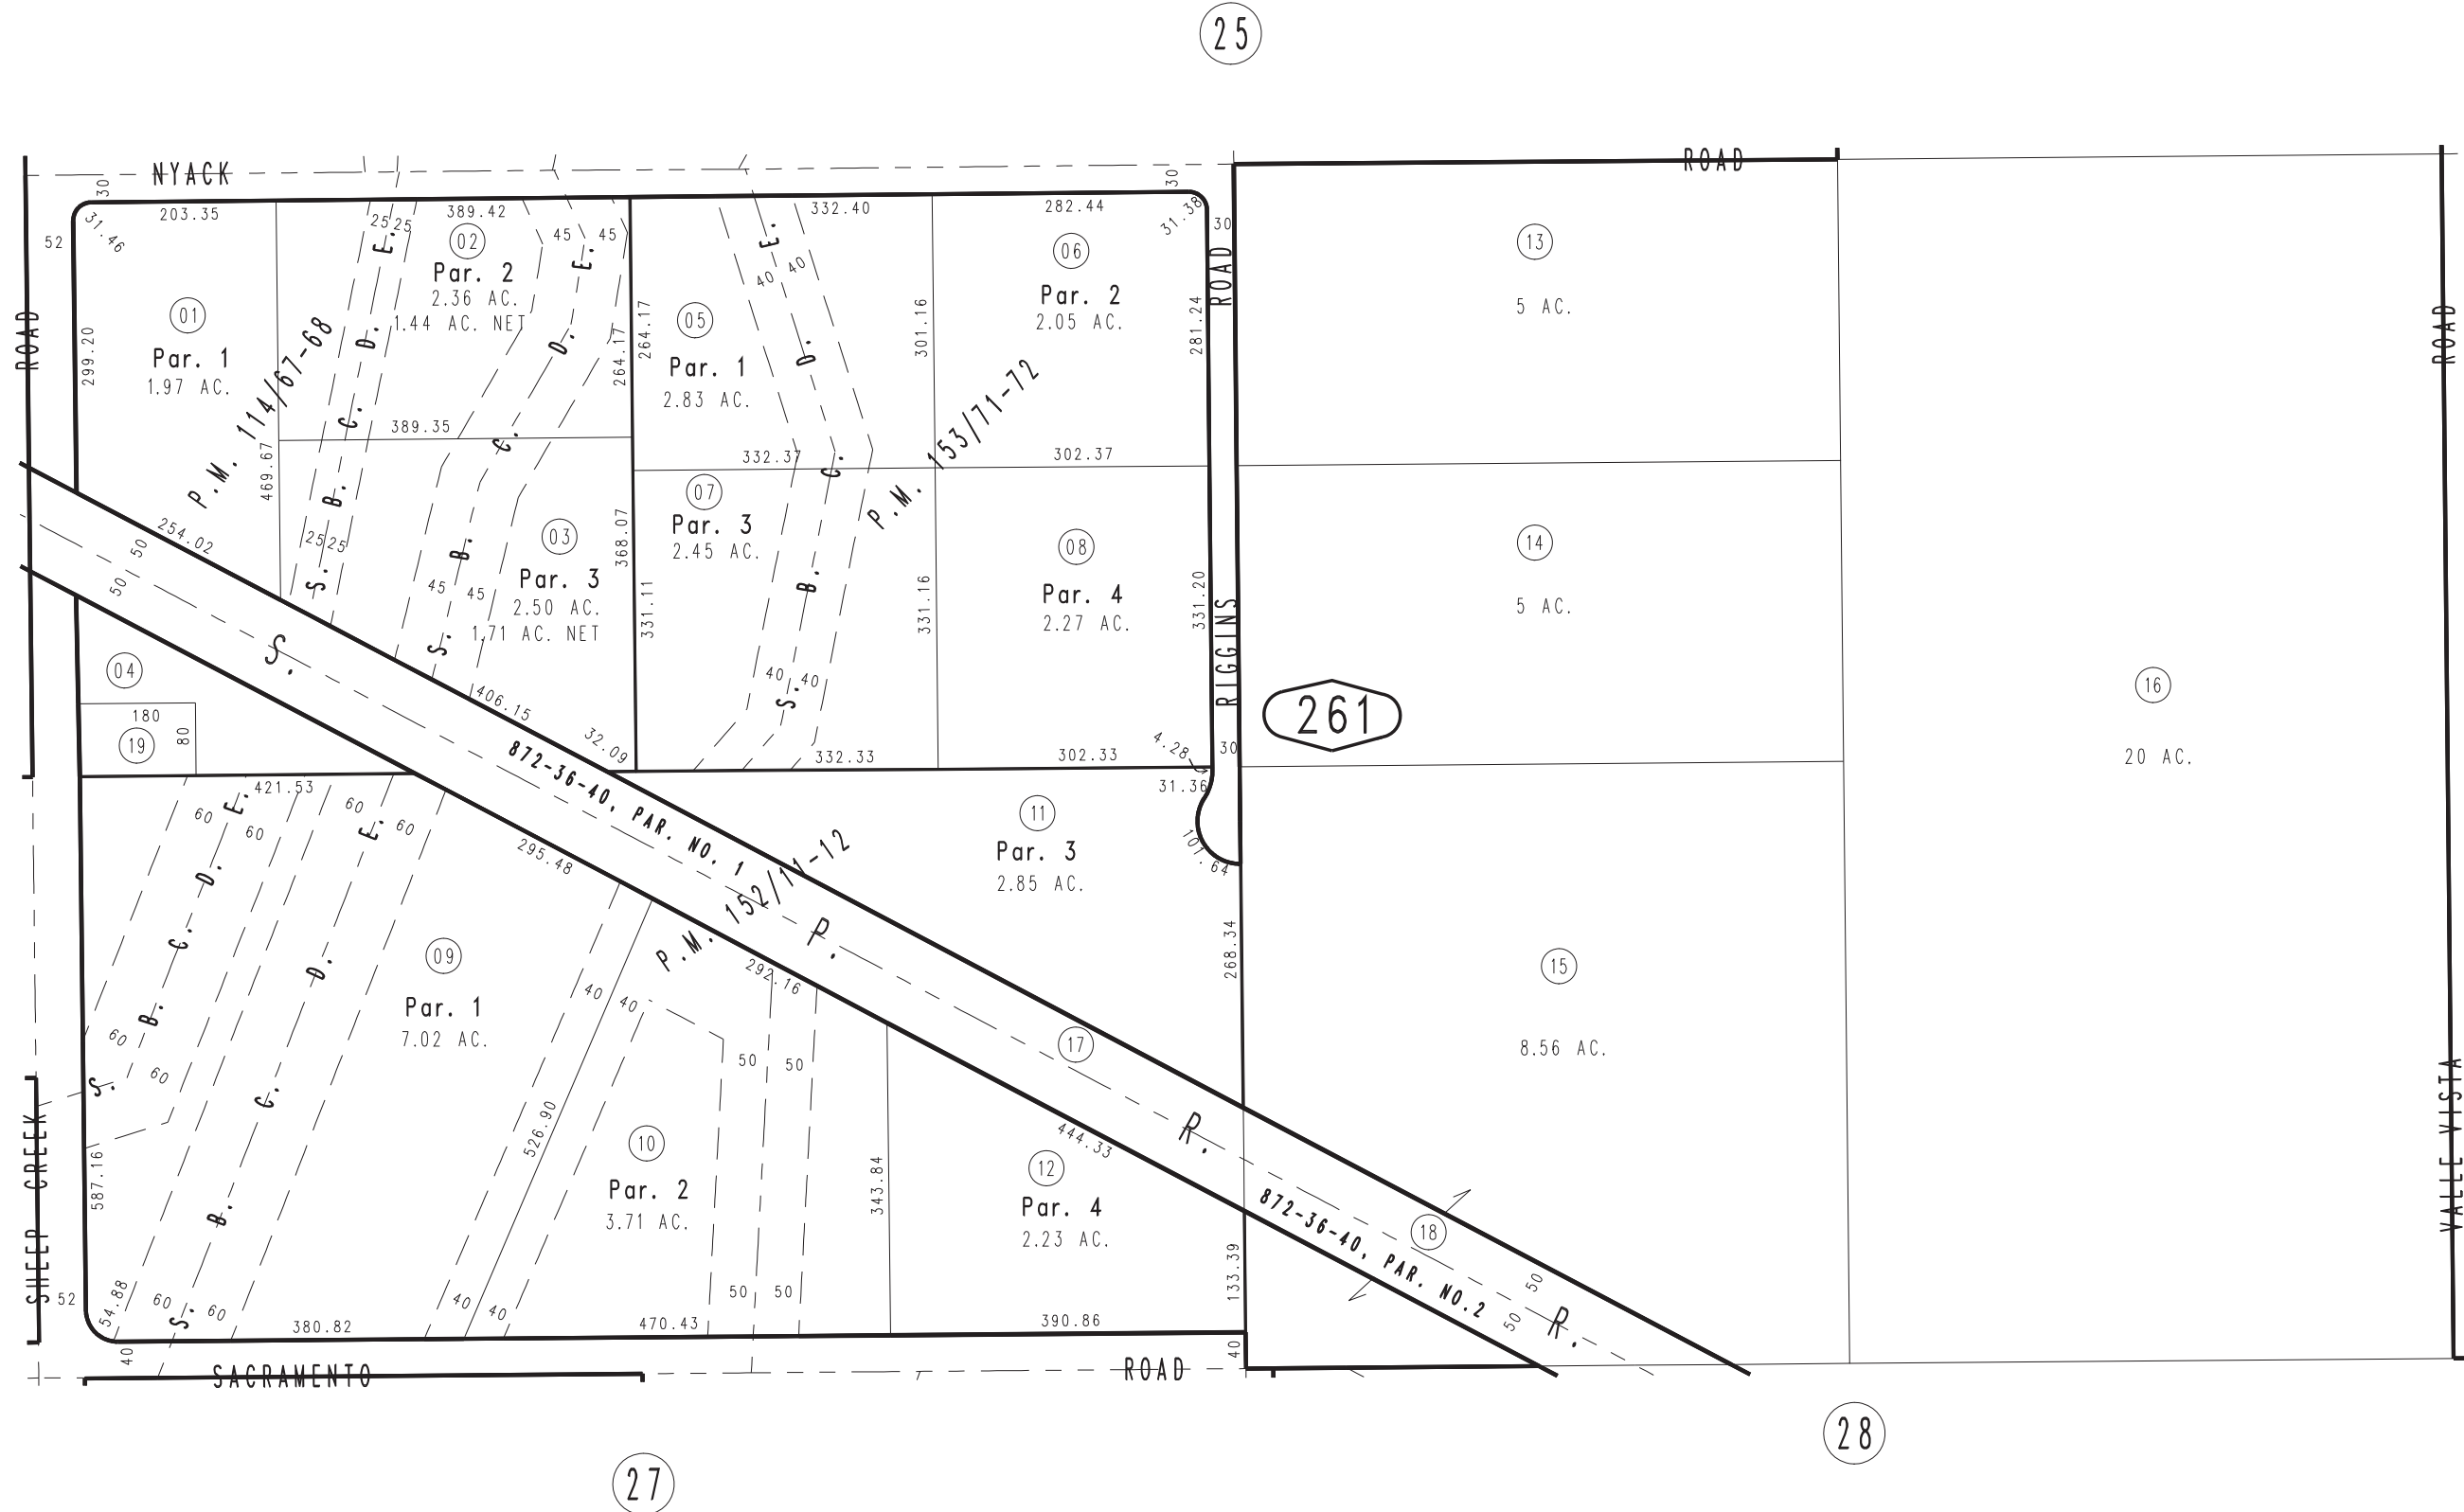 25
NYACK
ROAD
30
203.35
389.42
332.40
282.44
30
31.38
30
31.46
52
25 25
E.
02
Par. 2
2.36 AC.
1.44 AC. NET
45 45
E.
E.
40 40
06
Par. 2
2.05 AC.
ROAD
13
5 AC.
ROAD
ROAD
299.20
01
Par. 1
1.97 AC.
P.M. 114/67-68
D.
C.
B.
S.
D.
C.
B.
S.
264.17
264.17
05
Par. 1
2.83 AC.
D.
C.
B.
S.
301.16
281.24
P.M. 153/71-72
389.35
332.37
302.37
469.67
254.02
50
50
25 25
03
Par. 3
2.50 AC.
1.71 AC. NET
45 45
368.07
331.11
07
Par. 3
2.45 AC.
331.16
08
Par. 4
2.27 AC.
331.20
RIGGINS
14
5 AC.
04
S.
180
80
19
406.15
32.09
40 40
332.33
302.33
4.28
30
31.36
261
16
20 AC.
421.53
872-36-40, PAR. NO. 1
60
60
E.
60
60
E.
D.
C.
B.
S.
D.
C.
B.
S.
295.48
P.M. 152/11-12
P.
11
Par. 3
2.85 AC.
101.64
268.34
15
8.56 AC.
09
Par. 1
7.02 AC.
292.16
40 40
60
60
50 50
17
R.
526.90
10
Par. 2
3.71 AC.
343.84
444.33
12
Par. 4
2.23 AC.
SHEEP CREEK
587.16
52
54.88
60
60
40
40
50 50
133.39
872-36-40, PAR. NO.2
18
50
50
R.
VALLE VISTA
380.82
470.43
390.86
40
40
SACRAMENTO
ROAD
27
28